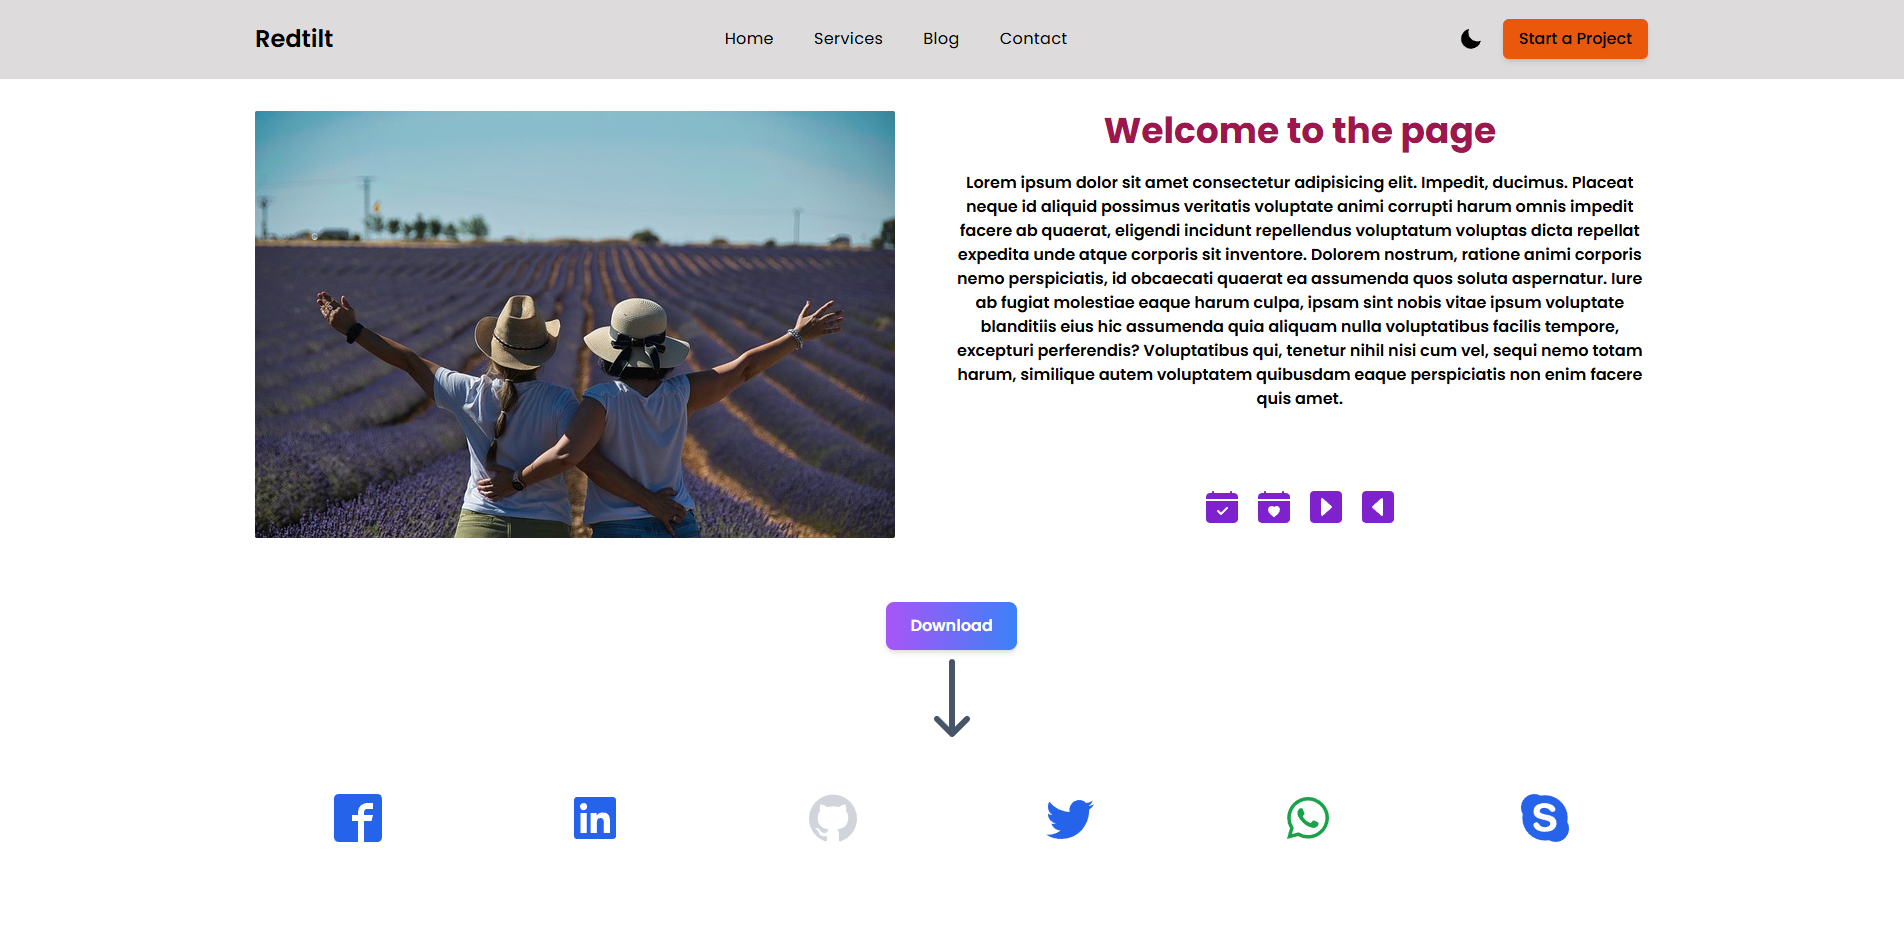 Redtilt
Home
Services
Blog
Contact
Start a Project
Welcome to the page
Lorem ipsum dolor sit amet consectetur adipisicing elit. Impedit, ducimus. Placeat
neque id aliquid possimus veritatis voluptate animi corrupti harum omnis impedit
facere ab quaerat, eligendi incidunt repellendus voluptatum voluptas dicta repellat
expedita unde atque corporis sit inventore. Dolorem nostrum, ratione animi corporis
nemo perspiciatis, id obcaecati quaerat ea assumenda quos soluta aspernatur. Iure
ab fugiat molestiae eaque harum culpa, ipsam sint nobis vitae ipsum voluptate
blanditiis eius hic assumenda quia aliquam nulla voluptatibus facilis tempore,
excepturi perferendis? Voluptatibus qui, tenetur nihil nisi cum vel, sequi nemo totam
harum, similique autem voluptatem quibusdam eaque perspiciatis non enim facere
quis amet.
Download